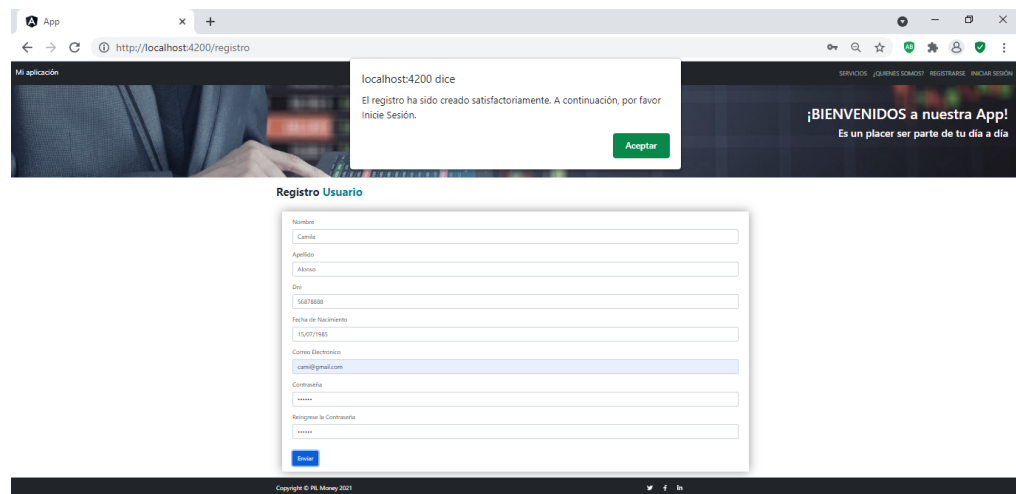 App
http://localhost:4200/registro
Mi aplicación
SERVICIOS ¿QUIENES SOMOS? REGISTRARSE INICIAR SESIÓN
localhost:4200 dice
El registro ha sido creado satisfactoriamente. A continuación, por favor
Inicie Sesión.
Aceptar
¡BIENVENIDOS a nuestra App!
Es un placer ser parte de tu día a día
Registro Usuario
Nombre
Camila
Apellido
Alonso
Dni
56878888
Fecha de Nacimiento
15/07/1985
Correo Electrónico
cami@gmail.com
Contraseña
••••••
Reingrese la Contraseña
••••••
Enviar
Copyright © PIL Money 2021